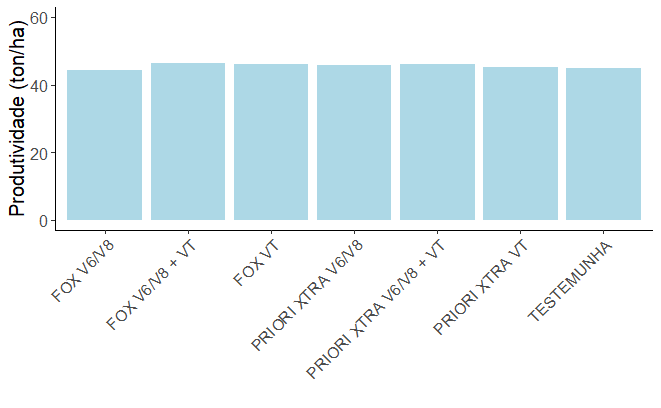 Produtividade (ton/ha)
60
40
20
0
FOX V6/V8
FOX V6/V8 + VT
FOX VT
PRIORI XTRA V6/V8
PRIORI XTRA V6/V8 + VT
PRIORI XTRA VT
TESTEMUNHA